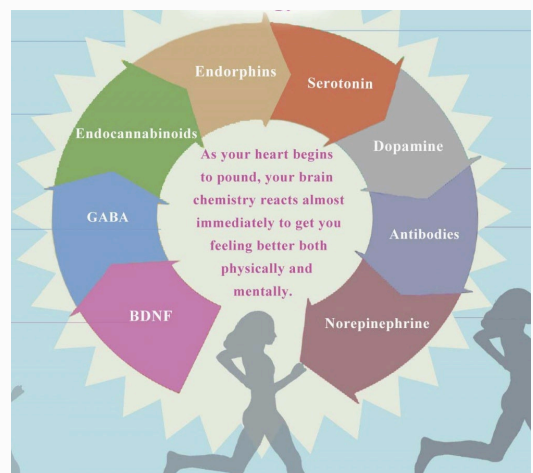 Endorphins
Serotonin
Dopamine
Antibodies
Norepinephrine
Endocannabinoids
GABA
BDNF
As your heart begins
to pound, your brain
chemistry reacts almost
immediately to get you
feeling better both
physically and
mentally.